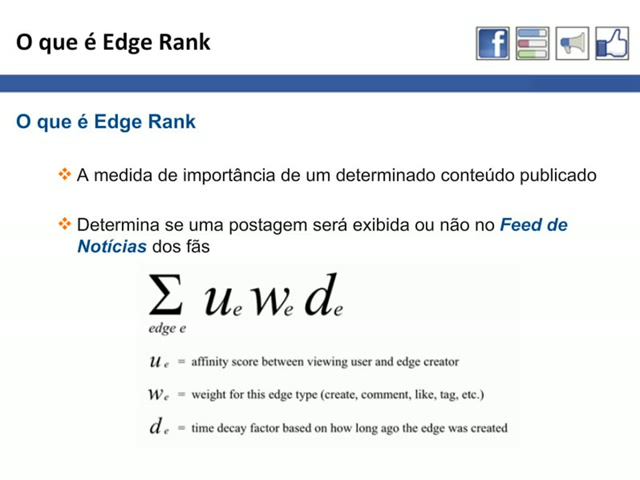 O que é Edge Rank
O que é Edge Rank
A medida de importância de um determinado conteúdo publicado
Determina se uma postagem será exibida ou não no Feed de
Notícias dos fãs
∑ uₑ wₑ dₑ
edge e
uₑ = affinity score between viewing user and edge creator
wₑ = weight for this edge type (create, comment, like, tag, etc.)
dₑ = time decay factor based on how long ago the edge was created